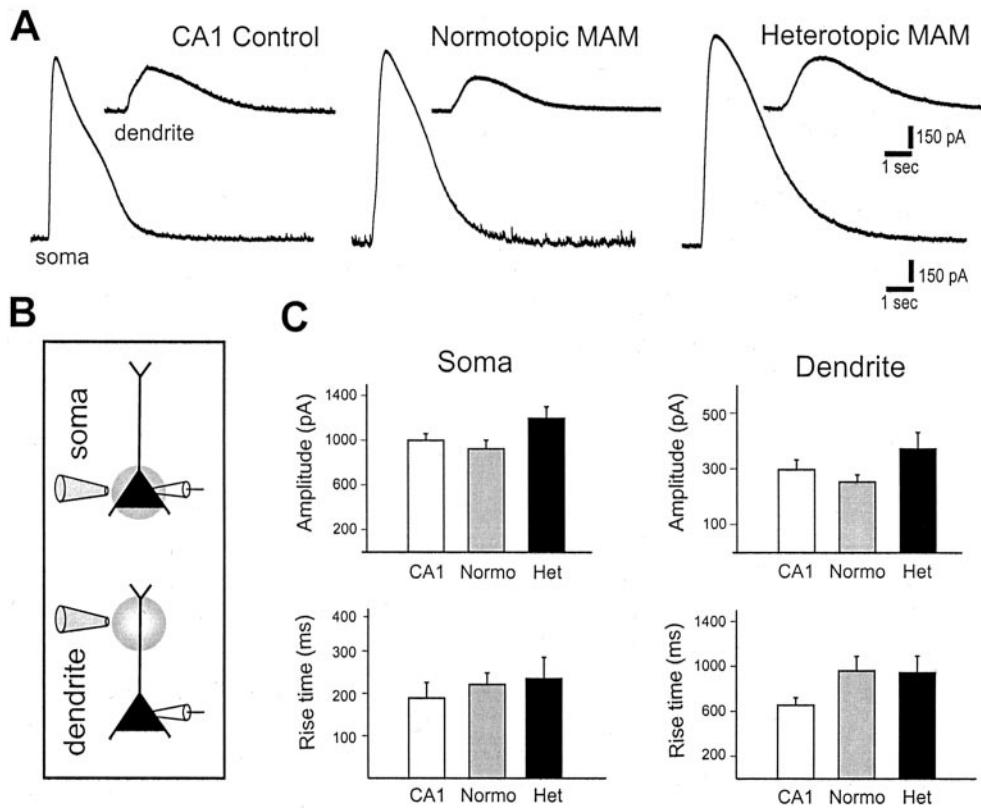 A
CA1 Control
Normotopic MAM
Heterotopic MAM
dendrite
soma
150 pA
1 sec
150 pA
1 sec
B
soma
dendrite
C
Soma
Dendrite
Amplitude (pA)
1400
1000
600
200
CA1 Normo Het
Amplitude (pA)
500
300
100
CA1 Normo Het
Rise time (ms)
400
300
200
100
CA1 Normo Het
Rise time (ms)
1400
1000
600
200
CA1 Normo Het